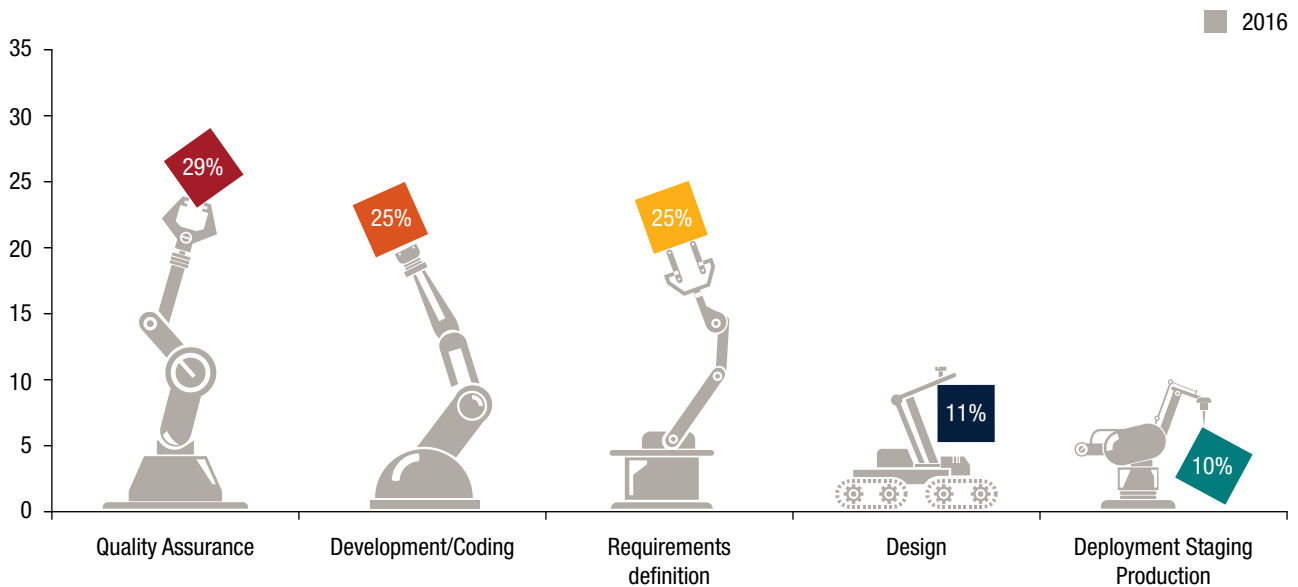 2016
35
30
25
20
15
10
5
0
29%
25%
25%
11%
10%
Quality Assurance
Development/Coding
Requirements
definition
Design
Deployment Staging
Production